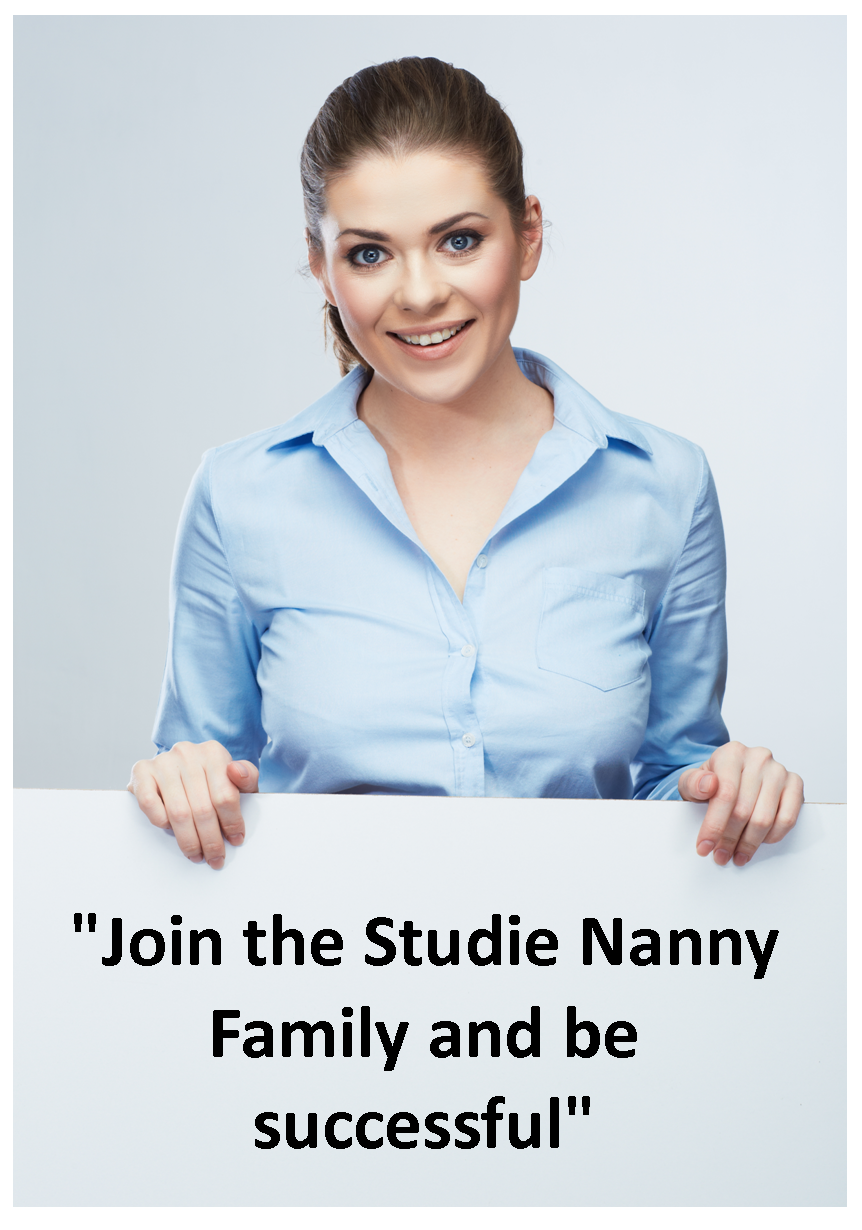 "Join the Studie Nanny
Family and be
successful"